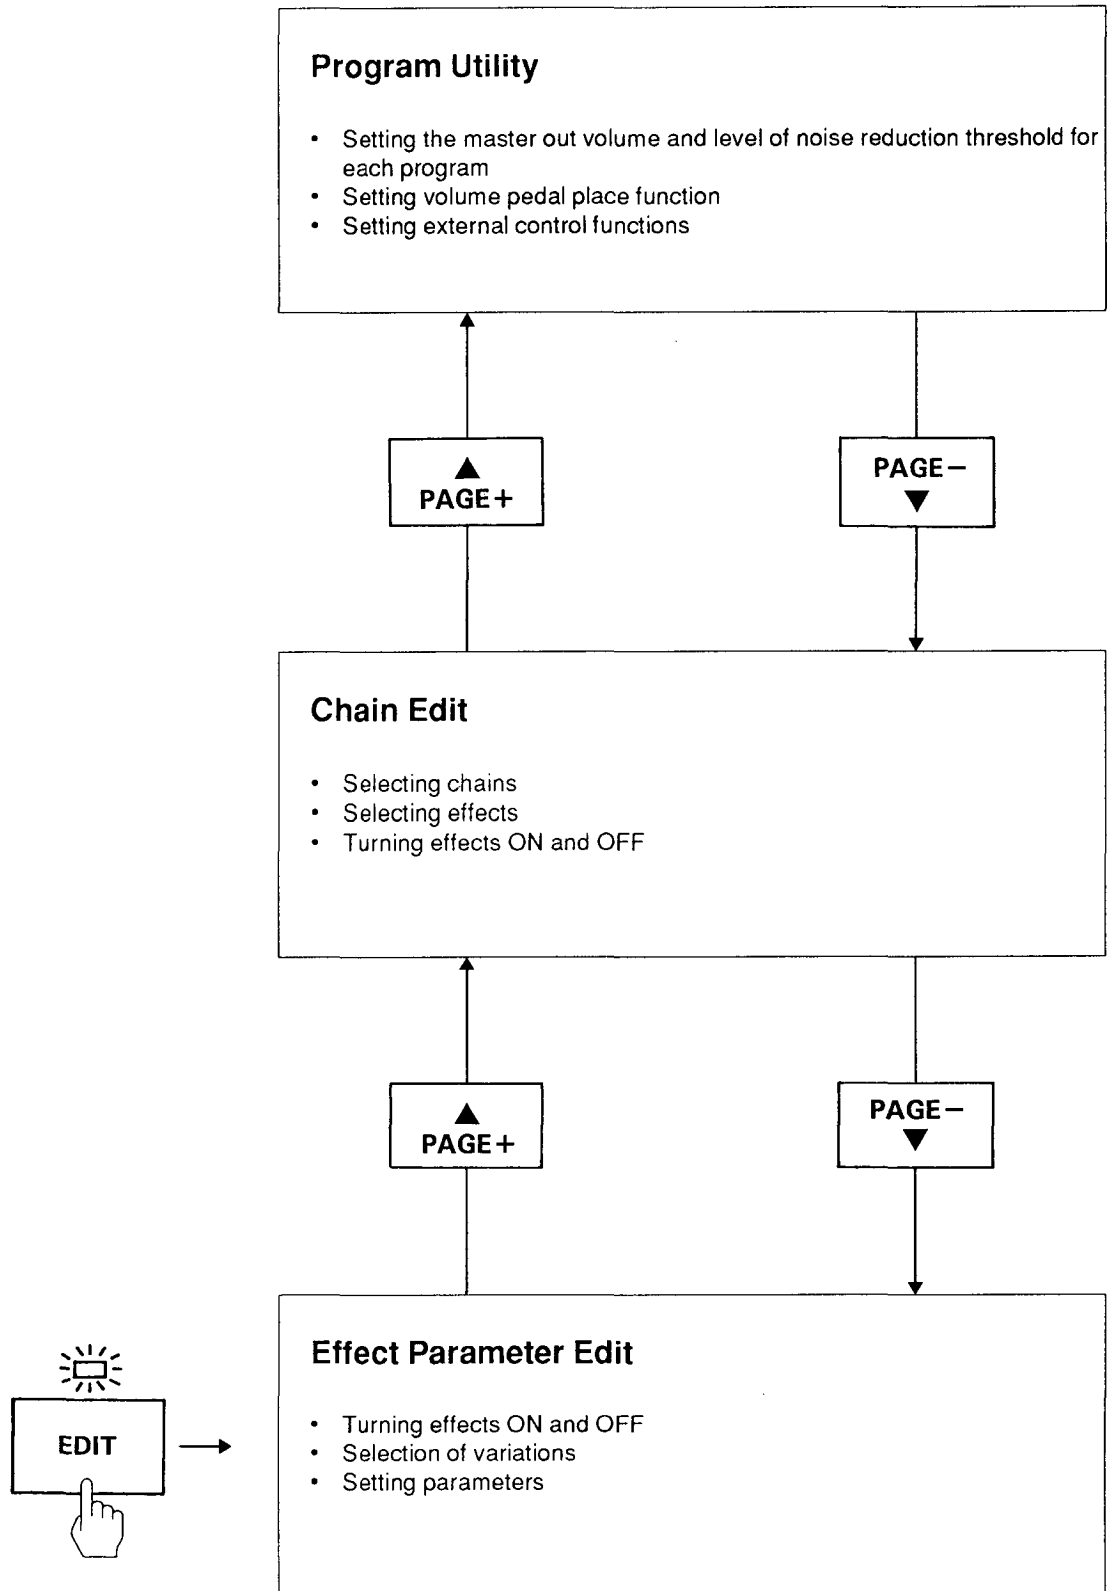 Program Utility
• Setting the master out volume and level of noise reduction threshold for
each program
• Setting volume pedal place function
• Setting external control functions
▲
PAGE+
PAGE−
▼
Chain Edit
• Selecting chains
• Selecting effects
• Turning effects ON and OFF
▲
PAGE+
PAGE−
▼
Effect Parameter Edit
• Turning effects ON and OFF
• Selection of variations
• Setting parameters
EDIT